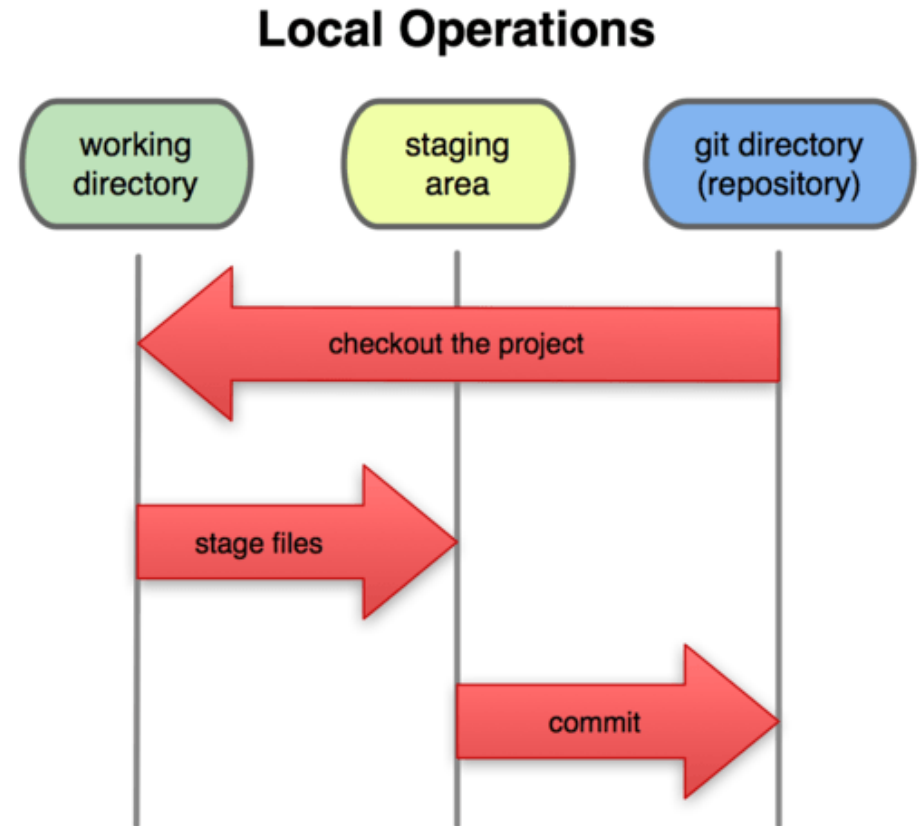 Local Operations
working
directory
staging
area
git directory
(repository)
checkout the project
stage files
commit